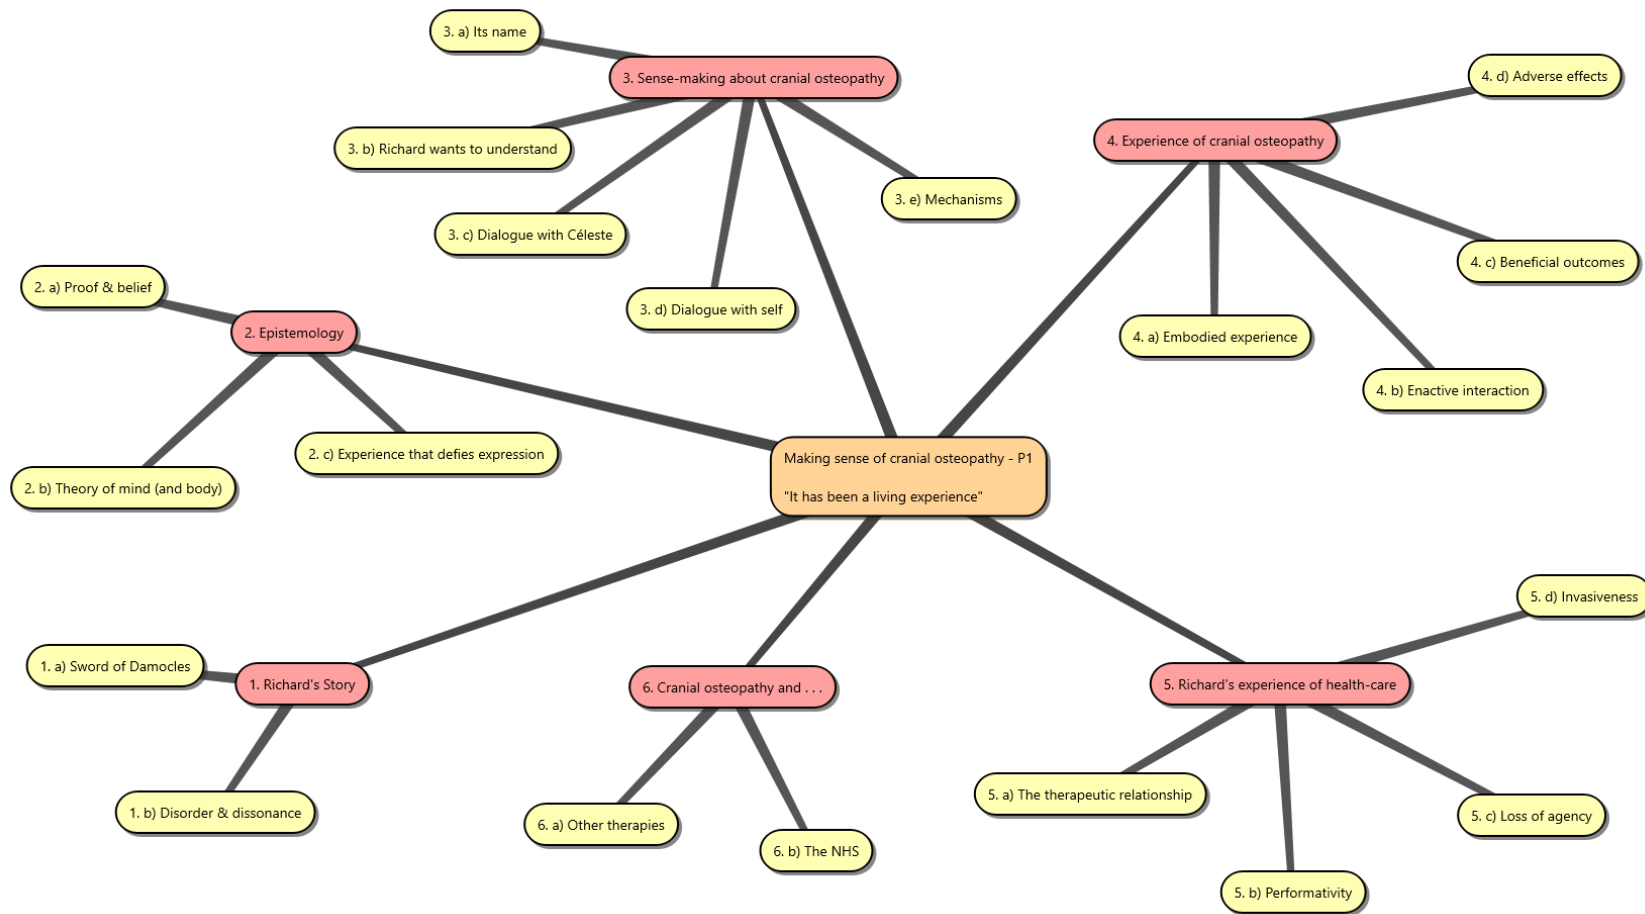 3. a) Its name
3. Sense-making about cranial osteopathy
4. d) Adverse effects
3. b) Richard wants to understand
4. Experience of cranial osteopathy
3. e) Mechanisms
3. c) Dialogue with Céleste
4. c) Beneficial outcomes
2. a) Proof & belief
3. d) Dialogue with self
2. Epistemology
4. a) Embodied experience
4. b) Enactive interaction
2. c) Experience that defies expression
2. b) Theory of mind (and body)
Making sense of cranial osteopathy - P1
"It has been a living experience"
5. d) Invasiveness
1. a) Sword of Damocles
1. Richard's Story
6. Cranial osteopathy and . . .
5. Richard's experience of health-care
5. a) The therapeutic relationship
1. b) Disorder & dissonance
5. c) Loss of agency
6. a) Other therapies
6. b) The NHS
5. b) Performativity